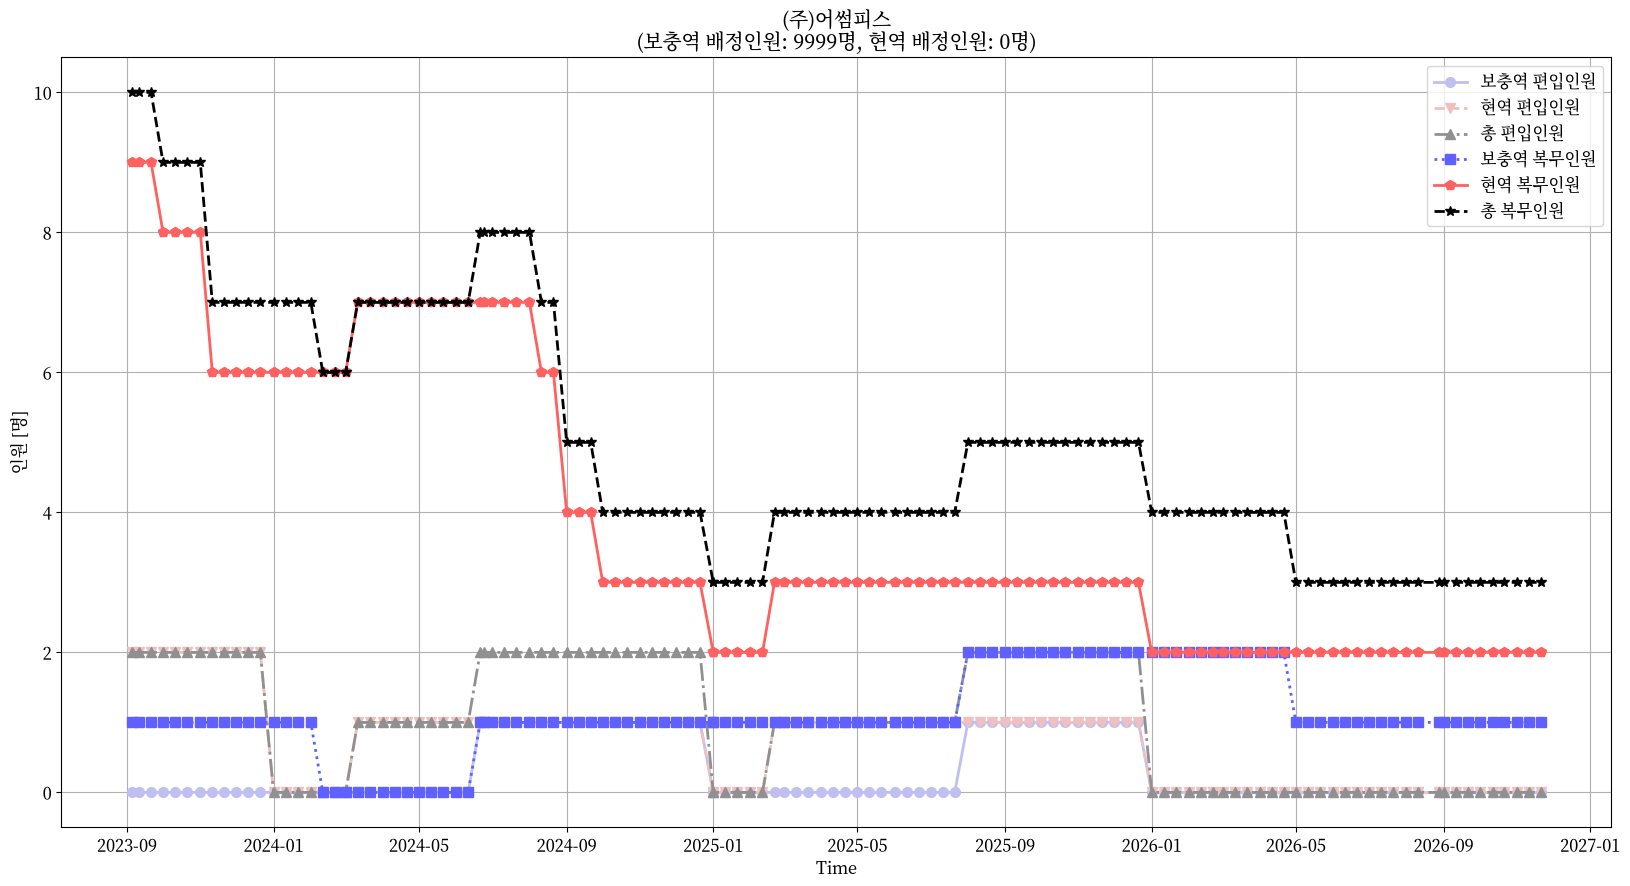 (주)어썸피스
(보충역 배정인원: 9999명, 현역 배정인원: 0명)
보충역 편입인원
현역 편입인원
총 편입인원
보충역 복무인원
현역 복무인원
총 복무인원
인원 [명]
10
8
6
4
2
0
2023-09
2024-01
2024-05
2024-09
2025-01
2025-05
2025-09
2026-01
2026-05
2026-09
2027-01
Time